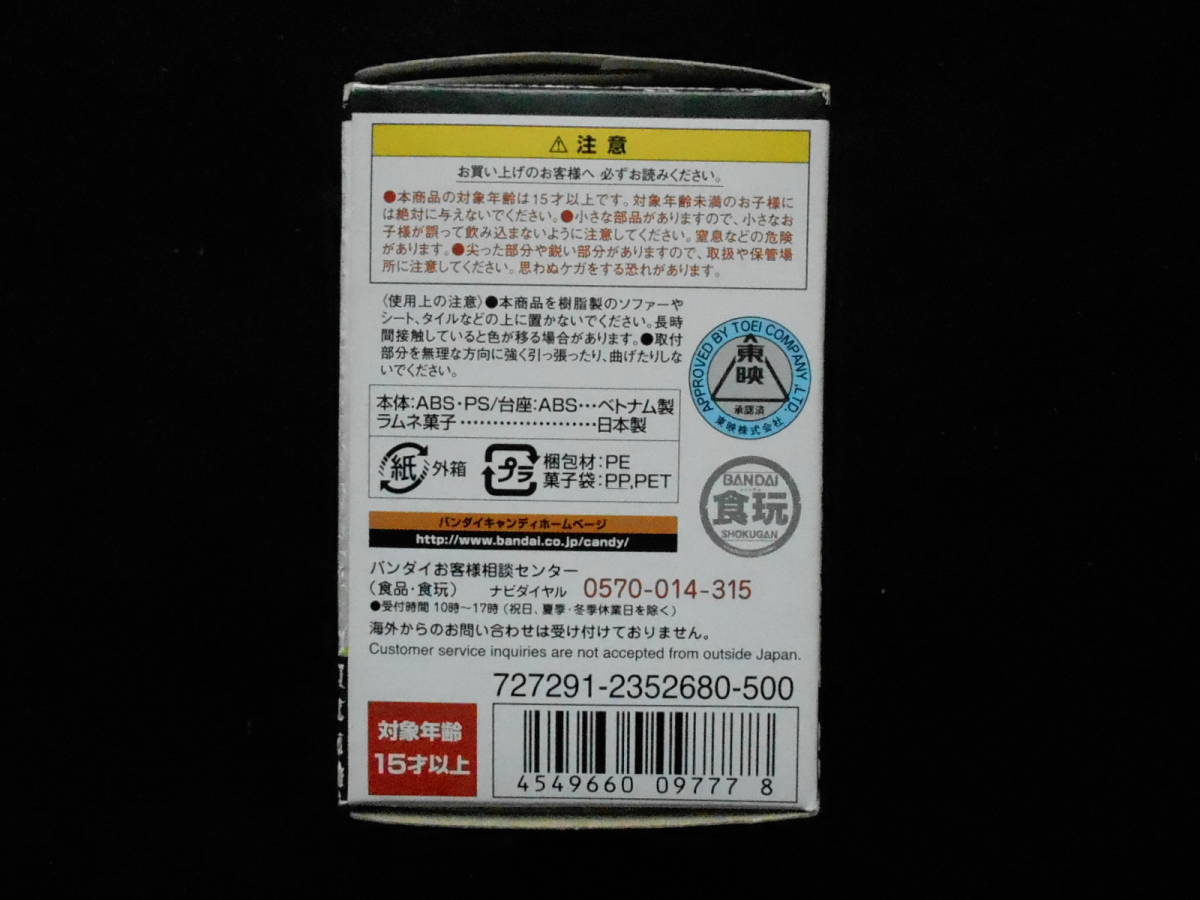 ⚠注意
お買い上げのお客様へ 必ずお読みください。
●本商品の対象年齢は15才以上です。対象年齢未満のお子様に
は絶対に与えないでください。●小さな部品がありますので、小さなお
子様が誤って飲み込まないように注意してください。窒息などの危険
があります。●尖った部分や鋭い部分がありますので、取扱や保管場
所に注意してください。思わぬケガをする恐れがあります。
〈使用上の注意〉●本商品を樹脂製のソファーや
シート、タイルなどの上に置かないでください。長時
間接触していると色が移る場合があります。●取付
部分を無理な方向に強く引っ張ったり、曲げたりしな
いでください。
APPROVED BY TOEI COMPANY ,LTD.
東映
承認済
東映株式会社
本体:ABS・PS/台座:ABS…ベトナム製
ラムネ菓子…………………日本製
紙 外箱
プラ 梱包材:PE
菓子袋:PP,PET
BANDAI
食玩
SHOKUGAN
バンダイキャンディホームページ
http://www.bandai.co.jp/candy/
バンダイお客様相談センター
(食品・食玩) ナビダイヤル 0570-014-315
●受付時間 10時〜17時(祝日、夏季・冬季休業日を除く)
海外からのお問い合わせは受け付けておりません。
Customer service inquiries are not accepted from outside Japan.
727291-2352680-500
対象年齢
15才以上
4549660 09777 8